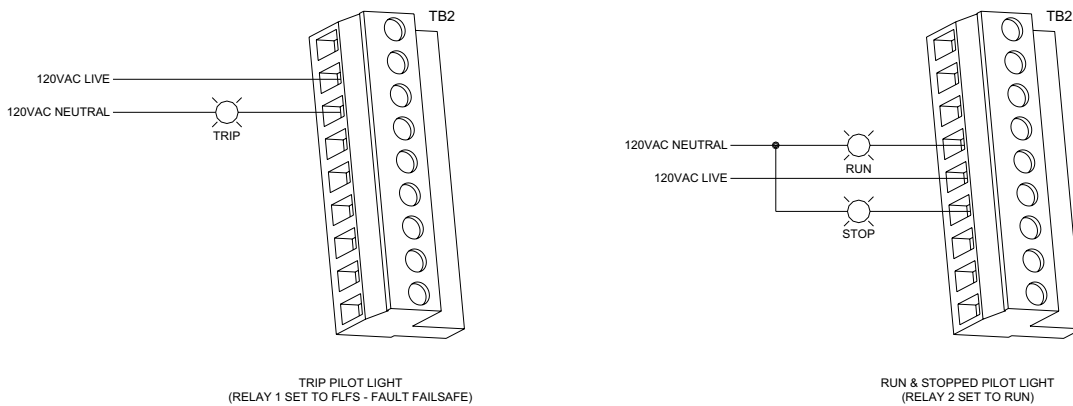 TB2
120VAC LIVE
120VAC NEUTRAL
TRIP
TRIP PILOT LIGHT
(RELAY 1 SET TO FLFS - FAULT FAILSAFE)
TB2
120VAC NEUTRAL
RUN
120VAC LIVE
STOP
RUN & STOPPED PILOT LIGHT
(RELAY 2 SET TO RUN)